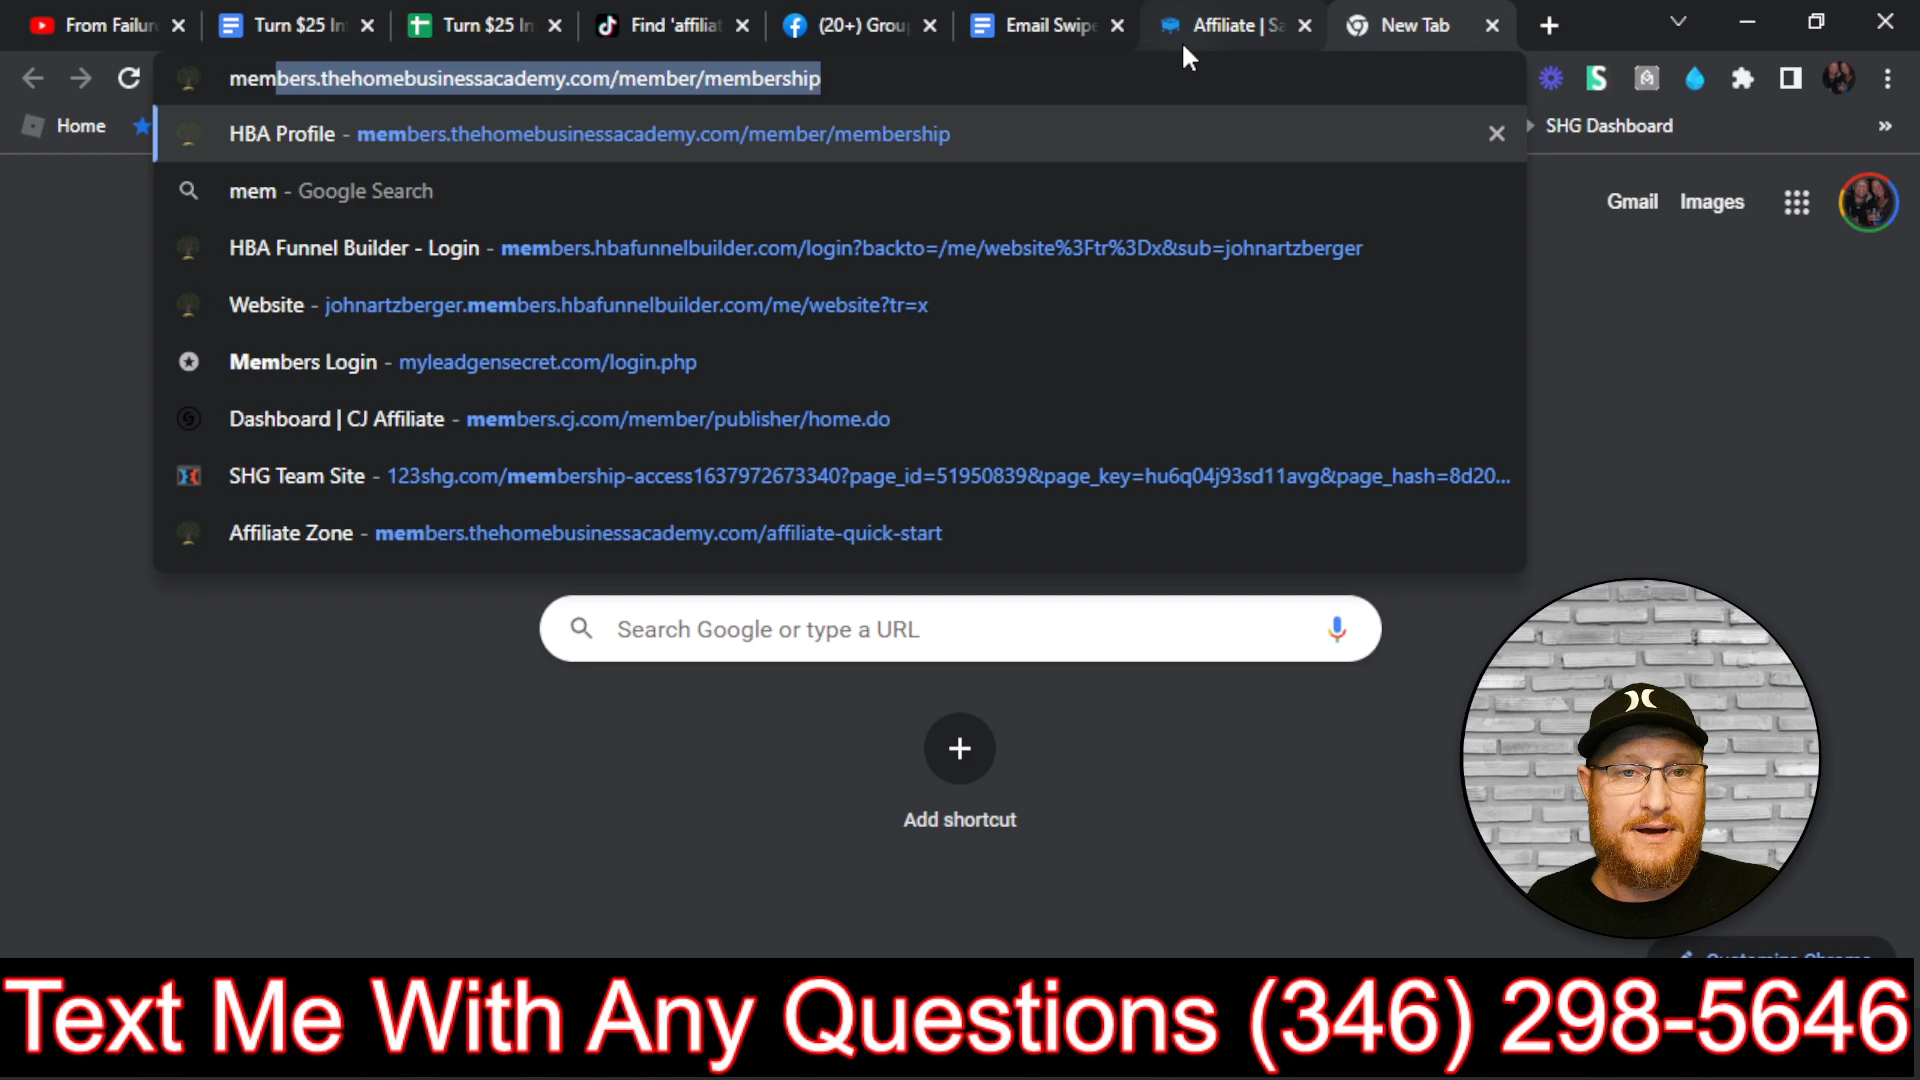 From Failur
Turn $25 In
Turn $25 In
Find 'affiliat
(20+) Grou
Email Swipe
Affiliate | Sa
New Tab
members.thehomebusinessacademy.com/member/membership
Home
SHG Dashboard
HBA Profile - members.thehomebusinessacademy.com/member/membership
mem - Google Search
HBA Funnel Builder - Login - members.hbafunnelbuilder.com/login?backto=/me/website%3Ftr%3Dx&sub=johnartzberger
Website - johnartzberger.members.hbafunnelbuilder.com/me/website?tr=x
Members Login - myleadgensecret.com/login.php
Dashboard | CJ Affiliate - members.cj.com/member/publisher/home.do
SHG Team Site - 123shg.com/membership-access1637972673340?page_id=51950839&page_key=hu6q04j93sd11avg&page_hash=8d20...
Affiliate Zone - members.thehomebusinessacademy.com/affiliate-quick-start
Gmail Images
Search Google or type a URL
Add shortcut
Customize Chrome
Text Me With Any Questions (346) 298-5646